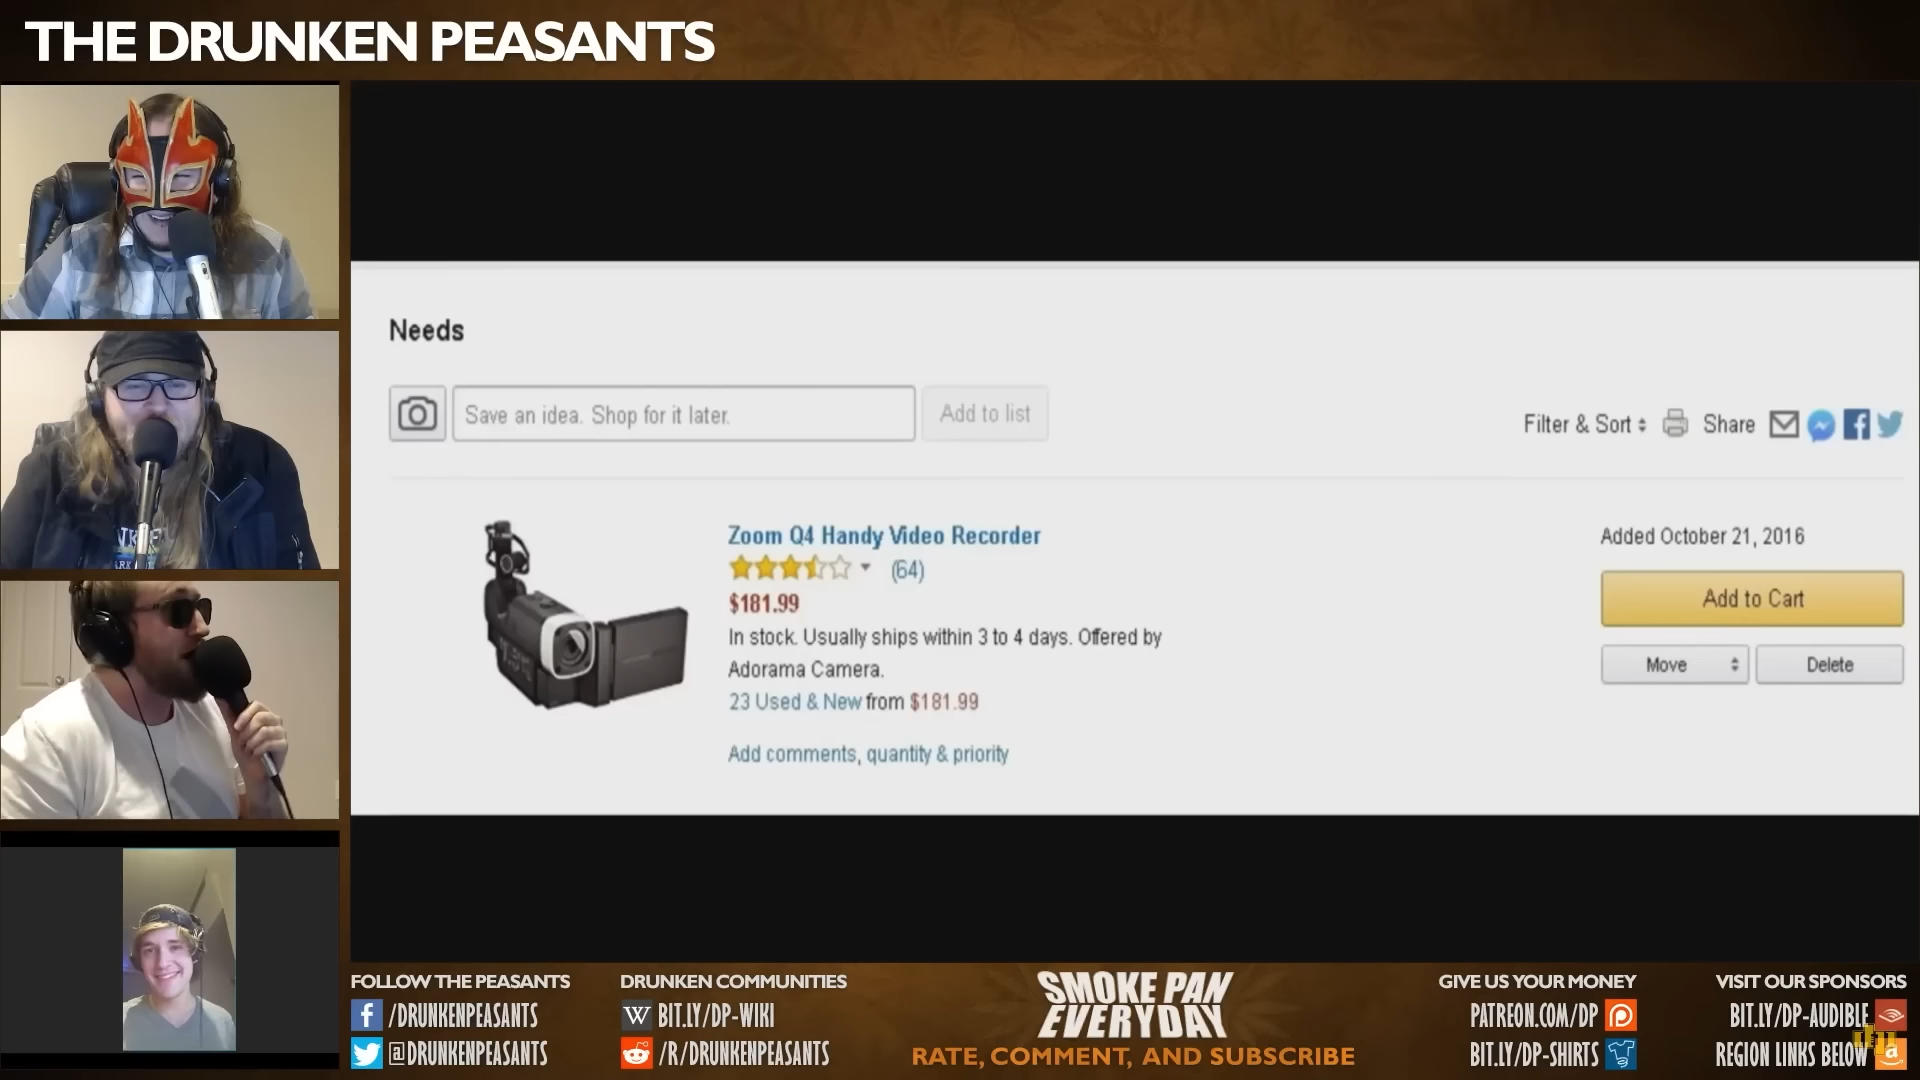 THE DRUNKEN PEASANTS
Needs
Save an idea. Shop for it later.
Add to list
Filter & Sort
Share
Zoom Q4 Handy Video Recorder
(64)
$181.99
In stock. Usually ships within 3 to 4 days. Offered by
Adorama Camera.
23 Used & New from $181.99
Add comments, quantity & priority
Added October 21, 2016
Add to Cart
Move
Delete
FOLLOW THE PEASANTS
/DRUNKENPEASANTS
@DRUNKENPEASANTS
DRUNKEN COMMUNITIES
W BIT.LY/DP-WIKI
/R/DRUNKENPEASANTS
SMOKE PAN
EVERYDAY
RATE, COMMENT, AND SUBSCRIBE
GIVE US YOUR MONEY
PATREON.COM/DP
BIT.LY/DP-SHIRTS
VISIT OUR SPONSORS
BIT.LY/DP-AUDIBLE
REGION LINKS BELOW